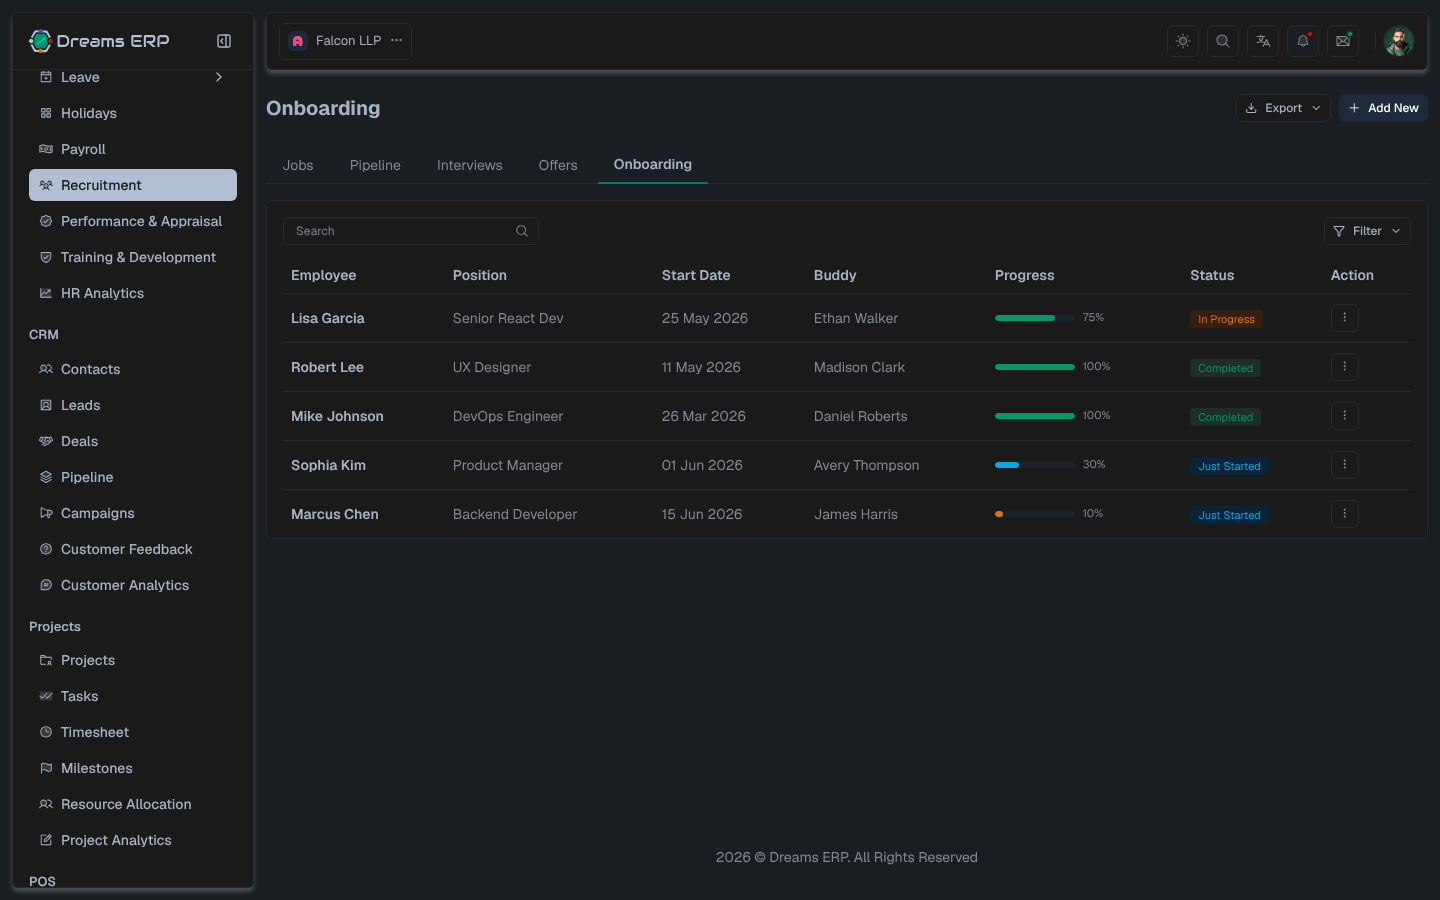 Dreams ERP
Leave
Holidays
Payroll
Recruitment
Performance & Appraisal
Training & Development
HR Analytics
CRM
Contacts
Leads
Deals
Pipeline
Campaigns
Customer Feedback
Customer Analytics
Projects
Projects
Tasks
Timesheet
Milestones
Resource Allocation
Project Analytics
POS
Falcon LLP
Onboarding
Export
Add New
Jobs Pipeline Interviews Offers Onboarding
Search
Filter
Employee Position Start Date Buddy Progress Status Action
Lisa Garcia Senior React Dev 25 May 2026 Ethan Walker 75% In Progress
Robert Lee UX Designer 11 May 2026 Madison Clark 100% Completed
Mike Johnson DevOps Engineer 26 Mar 2026 Daniel Roberts 100% Completed
Sophia Kim Product Manager 01 Jun 2026 Avery Thompson 30% Just Started
Marcus Chen Backend Developer 15 Jun 2026 James Harris 10% Just Started
2026 © Dreams ERP. All Rights Reserved